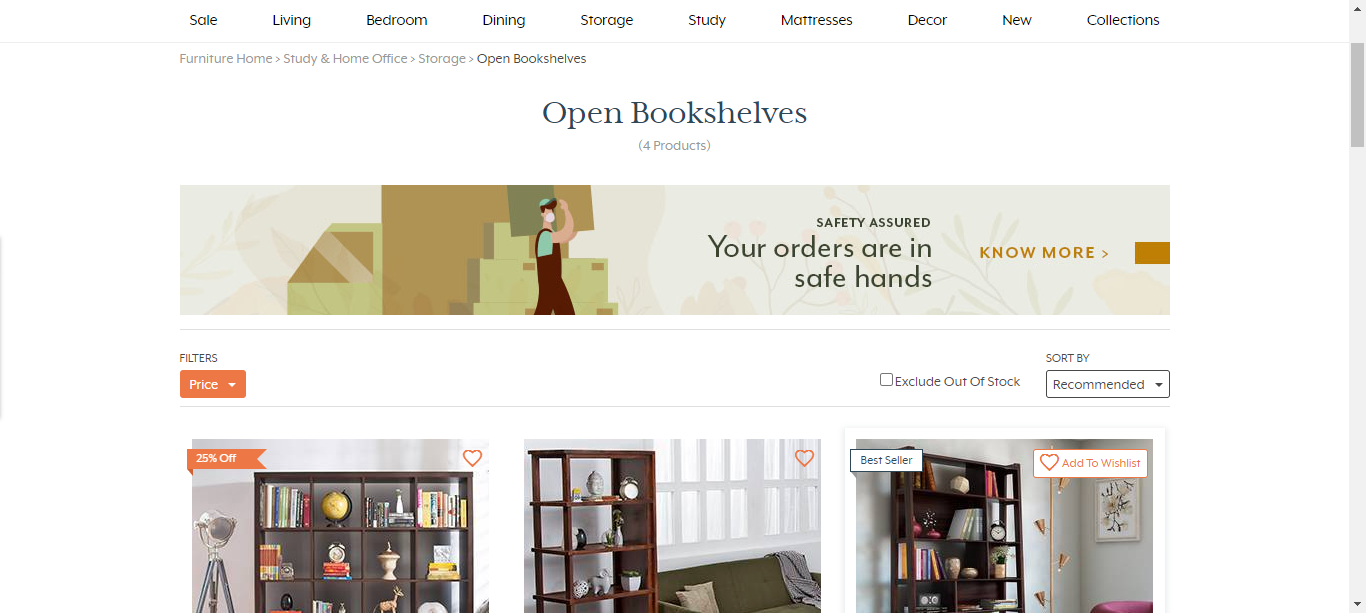 Sale Living Bedroom Dining Storage Study Mattresses Decor New Collections
Furniture Home > Study & Home Office > Storage > Open Bookshelves
Open Bookshelves
(4 Products)
SAFETY ASSURED
Your orders are in
safe hands
KNOW MORE >
FILTERS
Price
Exclude Out Of Stock
SORT BY
Recommended
25% Off
Best Seller
Add To Wishlist